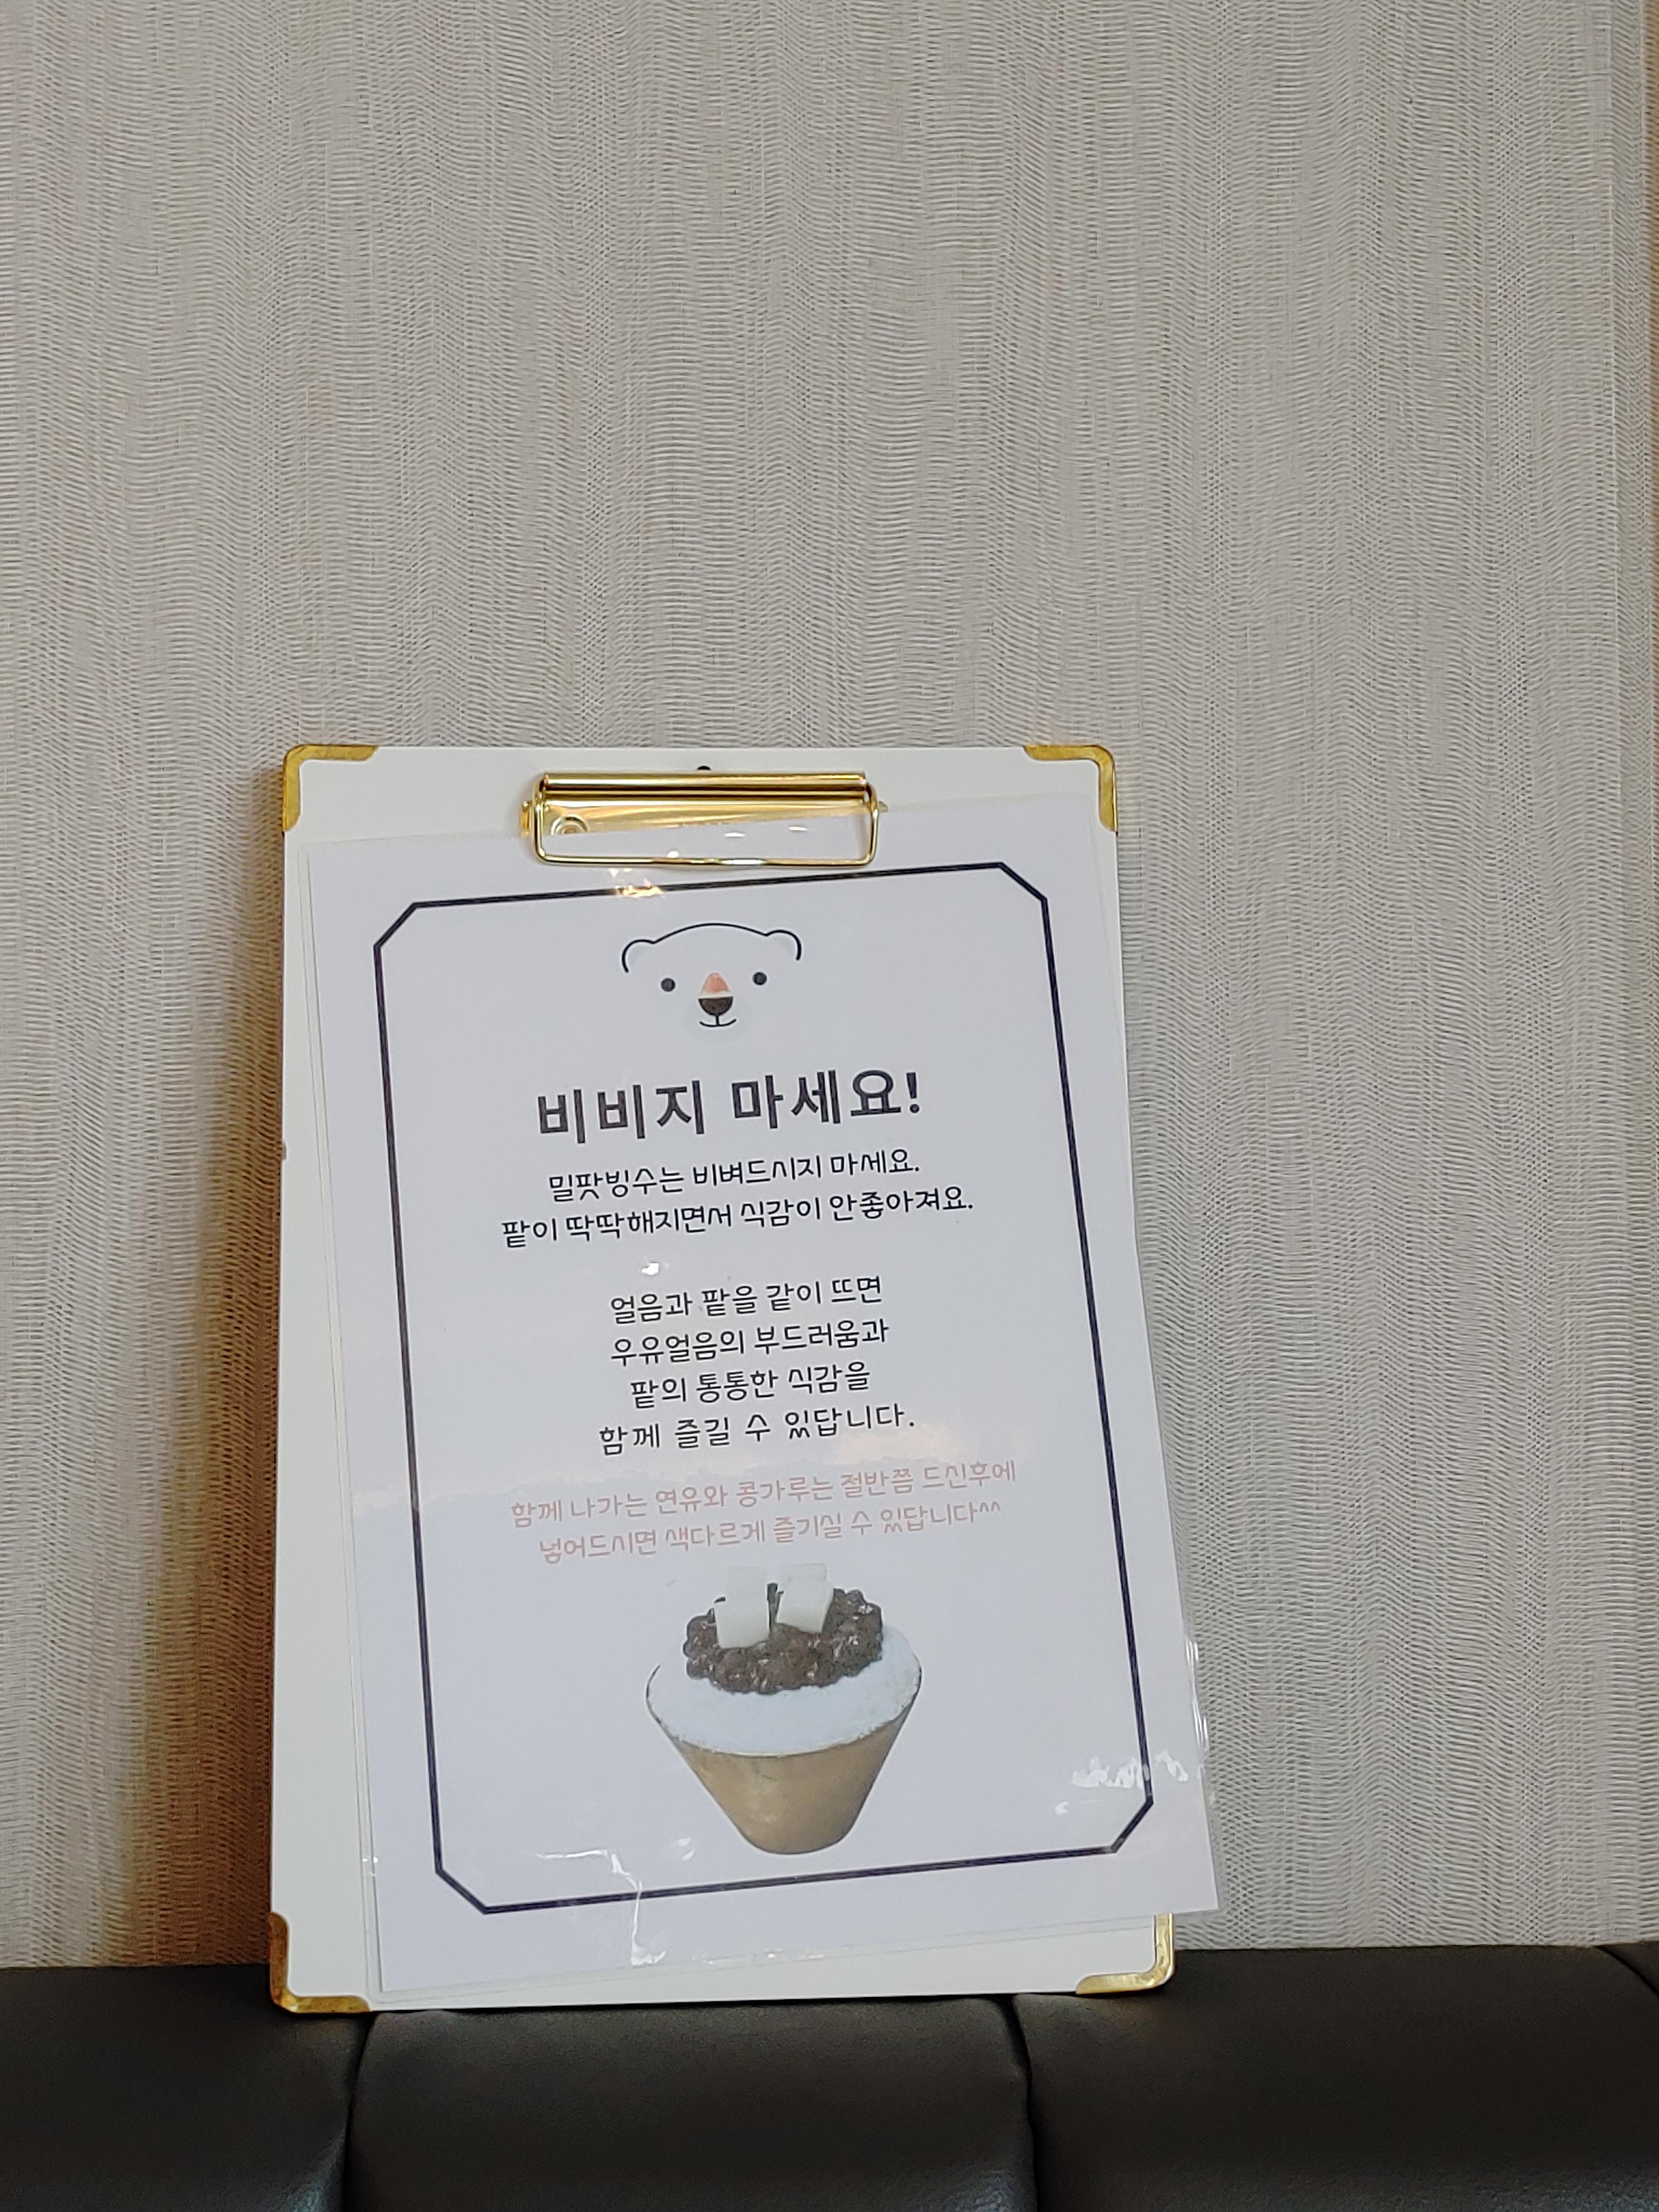 비비지 마세요!
밀팟빙수는 비벼드시지 마세요.
팥이 딱딱해지면서 식감이 안좋아져요.
얼음과 팥을 같이 뜨면
우유얼음의 부드러움과
팥의 통통한 식감을
함께 즐길 수 있답니다.
함께 나가는 연유와 콩가루는 절반쯤 드신후에
넣어드시면 색다르게 즐기실 수 있답니다^^